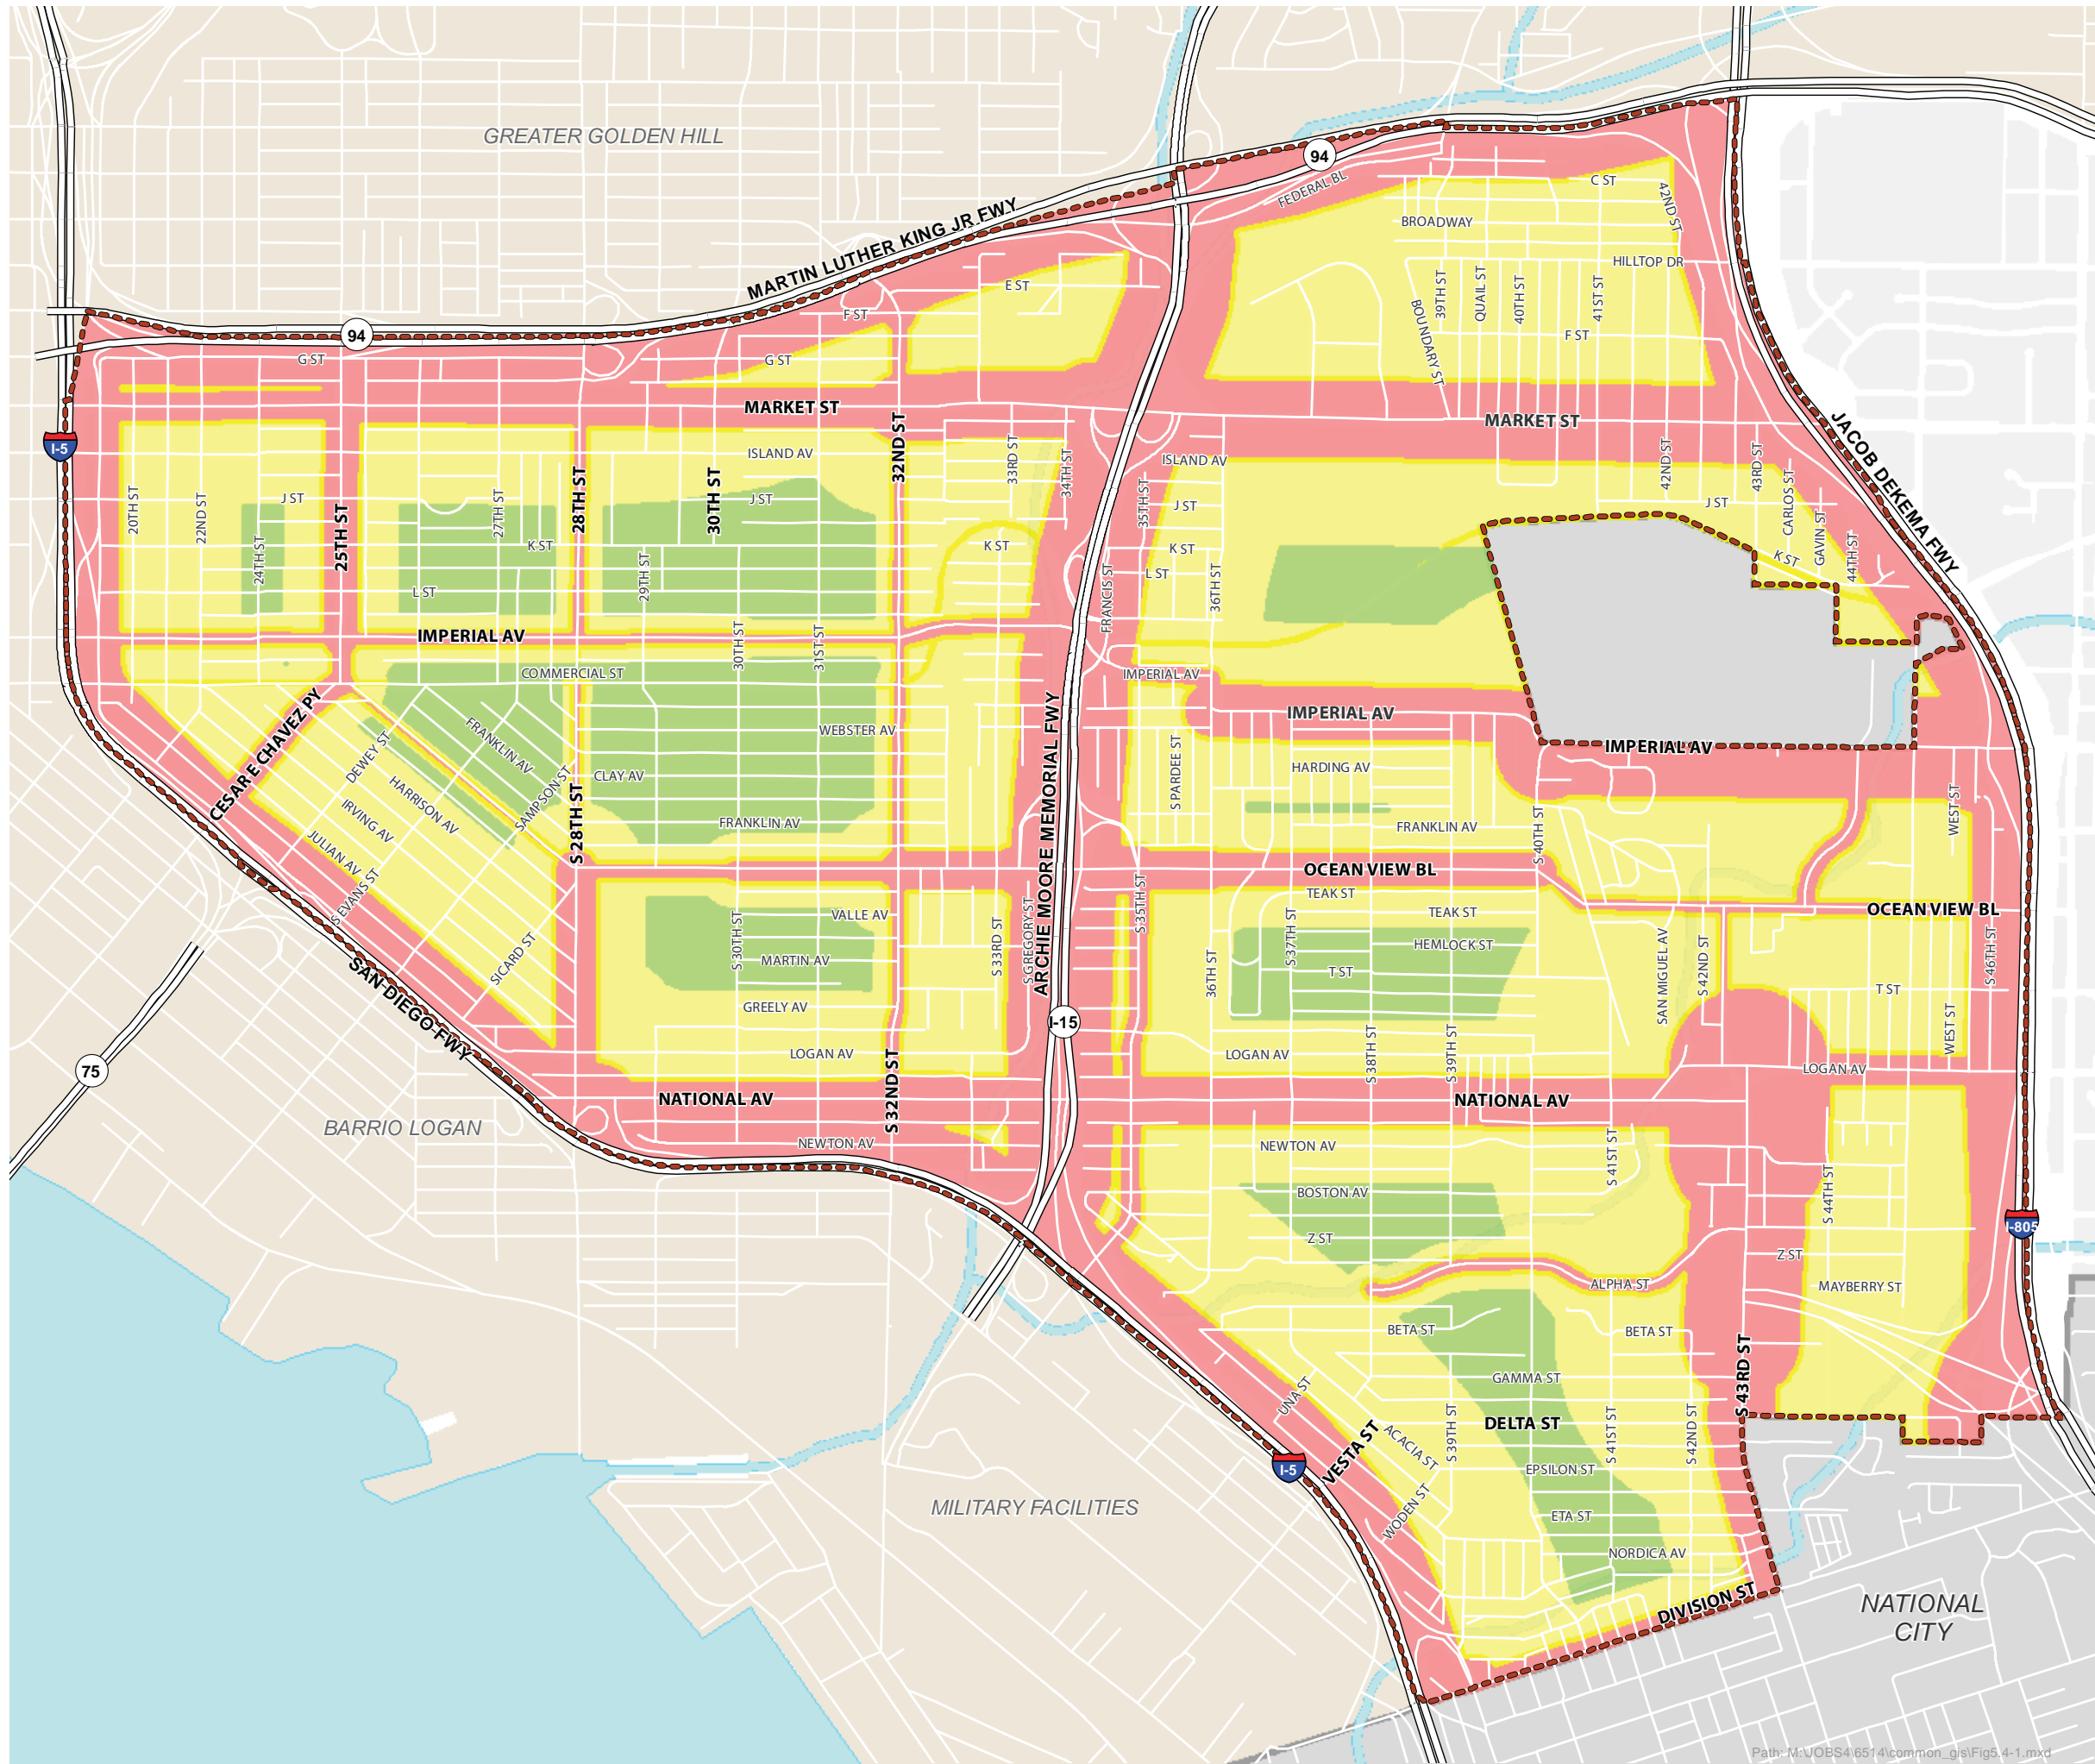 GREATER GOLDEN HILL
94
FEDERAL BL
C ST
42ND ST
BROADWAY
MARTIN LUTHER KING JR FWY
HILLTOP DR
E ST
39TH ST
QUAIL ST
40TH ST
41ST ST
BOUNDARY ST
F ST
94
F ST
G ST
G ST
MARKET ST
MARKET ST
32ND ST
JACOB DEKEMA FWY
I-5
ISLAND AV
33RD ST
34TH ST
ISLAND AV
42ND ST
43RD ST
20TH ST
22ND ST
J ST
25TH ST
27TH ST
28TH ST
30TH ST
J ST
35TH ST
J ST
J ST
CARLOS ST
GAVIN ST
44TH ST
24TH ST
K ST
29TH ST
K ST
K ST
K ST
L ST
L ST
FRANCIS ST
36TH ST
IMPERIAL AV
30TH ST
31ST ST
COMMERCIAL ST
IMPERIAL AV
IMPERIAL AV
IMPERIAL AV
CESAR E CHAVEZ PY
DEWEY ST
FRANKLIN AV
WEBSTER AV
ARCHIE MOORE MEMORIAL FWY
S PARDEE ST
HARDING AV
HARRISON AV
SAMPSON ST
CLAY AV
S 28TH ST
IRVING AV
FRANKLIN AV
FRANKLIN AV
S 40TH ST
WEST ST
JULIAN AV
S EVANS ST
OCEAN VIEW BL
TEAK ST
OCEAN VIEW BL
VALLE AV
TEAK ST
S 30TH ST
S 33RD ST
S GREGORY ST
S 35TH ST
S 37TH ST
HEMLOCK ST
SAN MIGUEL AV
S 42ND ST
S 46TH ST
SICARD ST
MARTIN AV
36TH ST
T ST
T ST
SAN DIEGO FWY
GREELY AV
I-15
WEST ST
75
LOGAN AV
LOGAN AV
S 38TH ST
S 39TH ST
LOGAN AV
S 32ND ST
NATIONAL AV
NATIONAL AV
BARRIO LOGAN
NEWTON AV
NEWTON AV
S 41ST ST
BOSTON AV
S 44TH ST
I-805
Z ST
Z ST
ALPHA ST
MAYBERRY ST
BETA ST
BETA ST
GAMMA ST
S 43RD ST
UNA ST
VESTA ST
ACACIA ST
S 39TH ST
DELTA ST
S 41ST ST
S 42ND ST
I-5
EPSILON ST
WODEN ST
MILITARY FACILITIES
ETA ST
NORDICA AV
DIVISION ST
NATIONAL
CITY
Path: M:\JOBS4\6514\common_gis\Fig5.4-1.mxd